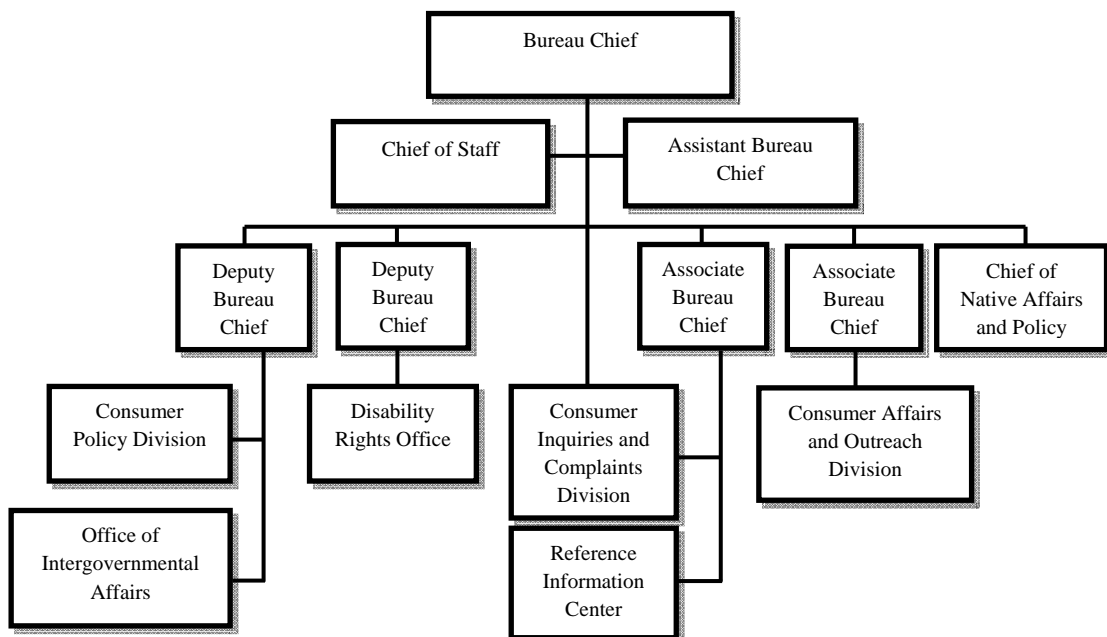 Bureau Chief
Chief of Staff
Assistant Bureau
Chief
Deputy
Bureau
Chief
Deputy
Bureau
Chief
Associate
Bureau
Chief
Associate
Bureau
Chief
Chief of
Native Affairs
and Policy
Consumer
Policy Division
Disability
Rights Office
Consumer
Inquiries and
Complaints
Division
Consumer Affairs
and Outreach
Division
Office of
Intergovernmental
Affairs
Reference
Information
Center